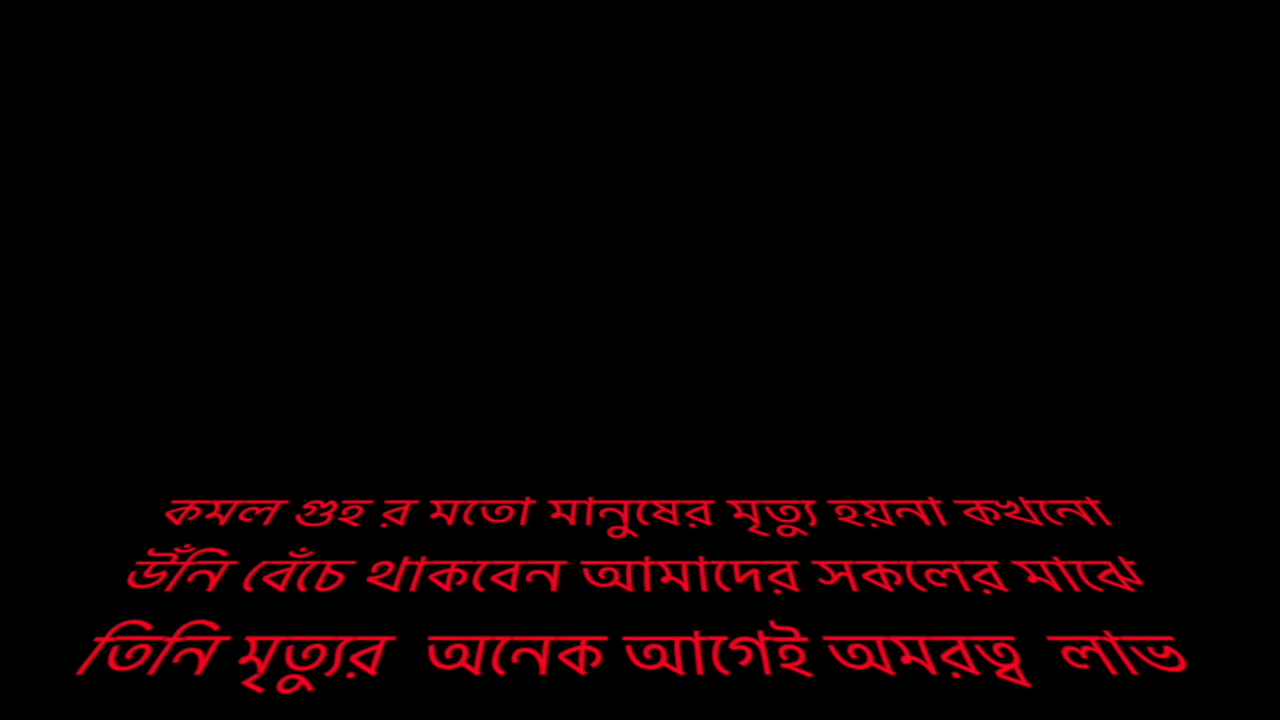 কমল গুহ র মতো মানুষের মৃত্যু হয়না কখনো
উঁনি বেঁচে থাকবেন আমাদের সকলের মাঝে
তিনি মৃত্যুর অনেক আগেই অমরত্ব লাভ